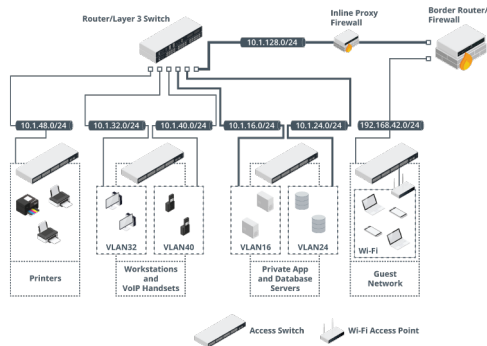 Router/Layer 3 Switch
Inline Proxy
Firewall
Border Router/
Firewall
10.1.128.0/24
10.1.48.0/24
10.1.32.0/24
10.1.40.0/24
10.1.16.0/24
10.1.24.0/24
192.168.42.0/24
VLAN32
VLAN40
VLAN16
VLAN24
Wi-Fi
Printers
Workstations
and
VoIP Handsets
Private App
and Database
Servers
Guest
Network
Access Switch
Wi-Fi Access Point